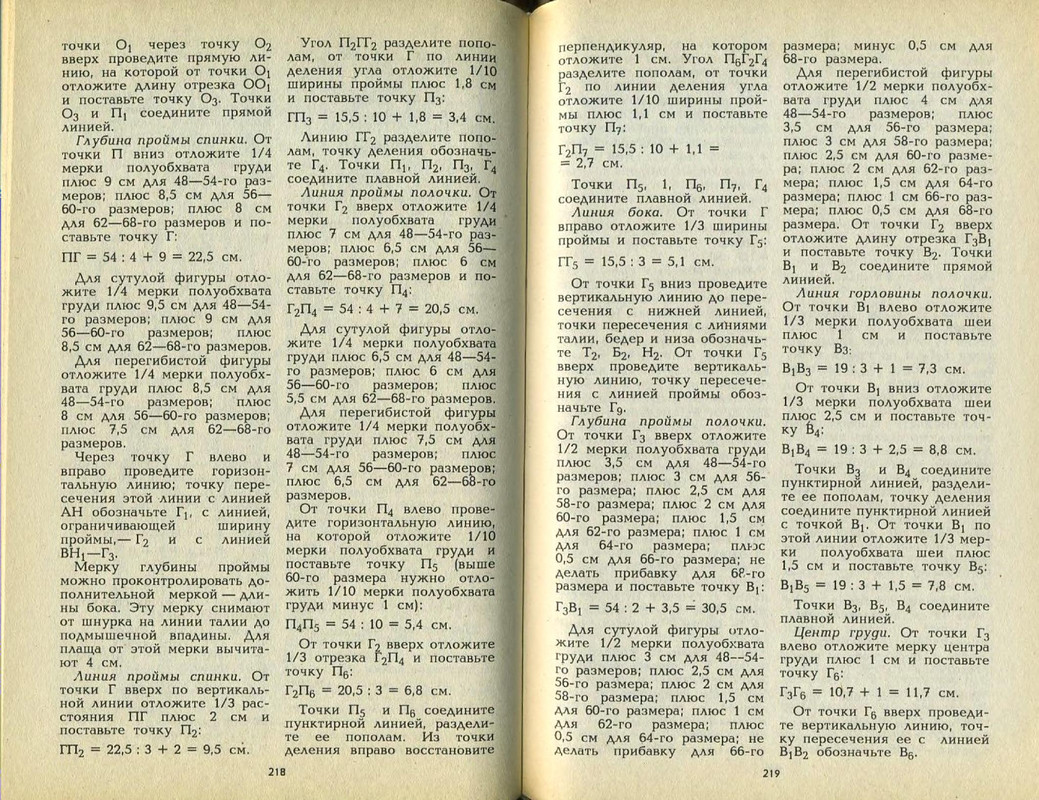 точки O₁ через точку O₂
вверх проведите прямую ли-
нию, на которой от точки O₁
отложите длину отрезка OO₁
и поставьте точку O₃. Точки
O₃ и П₁ соедините прямой
линией.
Глубина проймы спинки. От
точки П вниз отложите 1/4
мерки полуобхвата груди
плюс 9 см для 48—54-го раз-
меров; плюс 8,5 см для 56—
60-го размеров; плюс 8 см
для 62—68-го размеров и по-
ставьте точку Г:
ПГ = 54 : 4 + 9 = 22,5 см.
Для сутулой фигуры отло-
жите 1/4 мерки полуобхвата
груди плюс 9,5 см для 48—54-
го размеров; плюс 9 см для
56—60-го размеров; плюс
8,5 см для 62—68-го размеров.
Для перегибистой фигуры
отложите 1/4 мерки полуобх-
вата груди плюс 8,5 см для
48—54-го размеров; плюс
8 см для 56—60-го размеров;
плюс 7,5 см для 62—68-го
размеров.
Через точку Г влево и
вправо проведите горизон-
тальную линию; точку пере-
сечения этой линии с линией
АН обозначьте Г₁, с линией,
ограничивающей ширину
проймы,— Г₂ и с линией
ВН₁—Г₃.
Мерку глубины проймы
можно проконтролировать до-
полнительной меркой — дли-
ны бока. Эту мерку снимают
от шнурка на линии талии до
подмышечной впадины. Для
плаща от этой мерки вычита-
ют 4 см.
Линия проймы спинки. От
точки Г вверх по вертикаль-
ной линии отложите 1/3 рас-
стояния ПГ плюс 2 см и
поставьте точку П₂:
ГП₂ = 22,5 : 3 + 2 = 9,5 см.
Угол П₂ГГ₂ разделите попо-
лам, от точки Г по линии
деления угла отложите 1/10
ширины проймы плюс 1,8 см
и поставьте точку П₃:
ГП₃ = 15,5 : 10 + 1,8 = 3,4 см.
Линию ГГ₂ разделите попо-
лам, точку деления обозначь-
те Г₄. Точки П₁, П₂, П₃, Г₄
соедините плавной линией.
Линия проймы полочки. От
точки Г₂ вверх отложите 1/4
мерки полуобхвата груди
плюс 7 см для 48—54-го раз-
меров; плюс 6,5 см для 56—
60-го размеров; плюс 6 см
для 62—68-го размеров и по-
ставьте точку П₄:
Г₂П₄ = 54 : 4 + 7 = 20,5 см.
Для сутулой фигуры отло-
жите 1/4 мерки полуобхвата
груди плюс 6,5 см для 48—54-
го размеров; плюс 6 см для
56—60-го размеров; плюс
5,5 см для 62—68-го размеров.
Для перегибистой фигуры
отложите 1/4 мерки полуобх-
вата груди плюс 7,5 см для
48—54-го размеров; плюс
7 см для 56—60-го размеров;
плюс 6,5 см для 62—68-го
размеров.
От точки П₄ влево прове-
дите горизонтальную линию,
на которой отложите 1/10
мерки полуобхвата груди и
поставьте точку П₅ (выше
60-го размера нужно отло-
жить 1/10 мерки полуобхвата
груди минус 1 см):
П₄П₅ = 54 : 10 = 5,4 см.
От точки Г₂ вверх отложите
1/3 отрезка Г₂П₄ и поставьте
точку П₆:
Г₂П₆ = 20,5 : 3 = 6,8 см.
Точки П₅ и П₆ соедините
пунктирной линией, раздели-
те ее пополам. Из точки
деления вправо восстановите
218
перпендикуляр, на котором
отложите 1 см. Угол П₆Г₂Г₄
разделите пополам, от точки
Г₂ по линии деления угла
отложите 1/10 ширины прой-
мы плюс 1,1 см и поставьте
точку П₇:
Г₂П₇ = 15,5 : 10 + 1,1 =
= 2,7 см.
Точки П₅, 1, П₆, П₇, Г₄
соедините плавной линией.
Линия бока. От точки Г
вправо отложите 1/3 ширины
проймы и поставьте точку Г₅:
ГГ₅ = 15,5 : 3 = 5,1 см.
От точки Г₅ вниз проведите
вертикальную линию до пере-
сечения с нижней линией,
точки пересечения с линиями
талии, бедер и низа обозначь-
те Т₂, Б₂, Н₂. От точки Г₅
вверх проведите вертикаль-
ную линию, точку пересече-
ния с линией проймы обоз-
начьте Г₉.
Глубина проймы полочки.
От точки Г₃ вверх отложите
1/2 мерки полуобхвата груди
плюс 3,5 см для 48—54-го
размеров; плюс 3 см для 56-
го размера; плюс 2,5 см для
58-го размера; плюс 2 см для
60-го размера; плюс 1,5 см
для 62-го размера; плюс 1 см
для 64-го размера; плюс
0,5 см для 66-го размера; не
делать прибавку для 68-го
размера и поставьте точку В₁:
Г₃В₁ = 54 : 2 + 3,5 = 30,5 см.
Для сутулой фигуры отло-
жите 1/2 мерки полуобхвата
груди плюс 3 см для 48—54-
го размеров; плюс 2,5 см для
56-го размера; плюс 2 см для
58-го размера; плюс 1,5 см
для 60-го размера; плюс 1 см
для 62-го размера; плюс
0,5 см для 64-го размера; не
делать прибавку для 66-го
размера; минус 0,5 см для
68-го размера.
Для перегибистой фигуры
отложите 1/2 мерки полуобх-
вата груди плюс 4 см для
48—54-го размеров; плюс
3,5 см для 56-го размера;
плюс 3 см для 58-го размера;
плюс 2,5 см для 60-го разме-
ра; плюс 2 см для 62-го раз-
мера; плюс 1,5 см для 64-го
размера; плюс 1 см 66-го раз-
мера; плюс 0,5 см для 68-го
размера. От точки Г₂ вверх
отложите длину отрезка Г₃В₁
и поставьте точку В₂. Точки
В₁ и В₂ соедините прямой
линией.
Линия горловины полочки.
От точки В₁ влево отложите
1/3 мерки полуобхвата шеи
плюс 1 см и поставьте
точку В₃:
В₁В₃ = 19 : 3 + 1 = 7,3 см.
От точки В₁ вниз отложите
1/3 мерки полуобхвата шеи
плюс 2,5 см и поставьте точ-
ку В₄:
В₁В₄ = 19 : 3 + 2,5 = 8,8 см.
Точки В₃ и В₄ соедините
пунктирной линией, раздели-
те ее пополам, точку деления
соедините пунктирной линией
с точкой В₁. От точки В₁ по
этой линии отложите 1/3 мер-
ки полуобхвата шеи плюс
1,5 см и поставьте точку В₅:
В₁В₅ = 19 : 3 + 1,5 = 7,8 см.
Точки В₃, В₅, В₄ соедините
плавной линией.
Центр груди. От точки Г₃
влево отложите мерку центра
груди плюс 1 см и поставьте
точку Г₆:
Г₃Г₆ = 10,7 + 1 = 11,7 см.
От точки Г₆ вверх проведи-
те вертикальную линию, точ-
ку пересечения ее с линией
В₁В₂ обозначьте В₆.
219